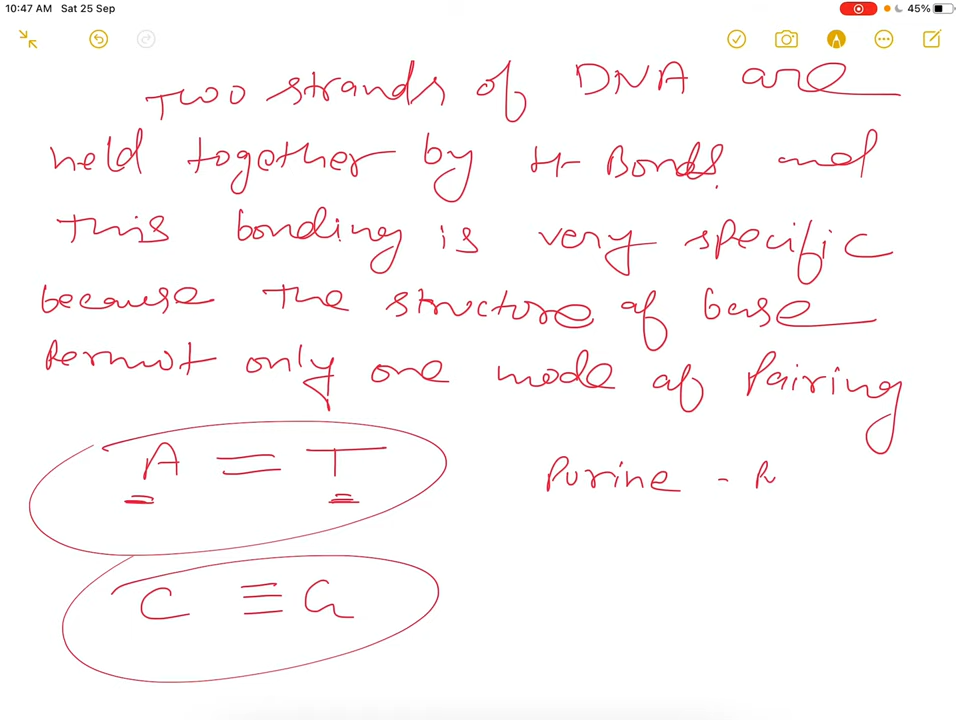 10:47 AM Sat 25 Sep 45%
Two strands of DNA are
held together by H-Bonds. and
This bonding is very specific
because the structure of base
Permit only one mode of Pairing
A = T
Purine - P
C ≡ G